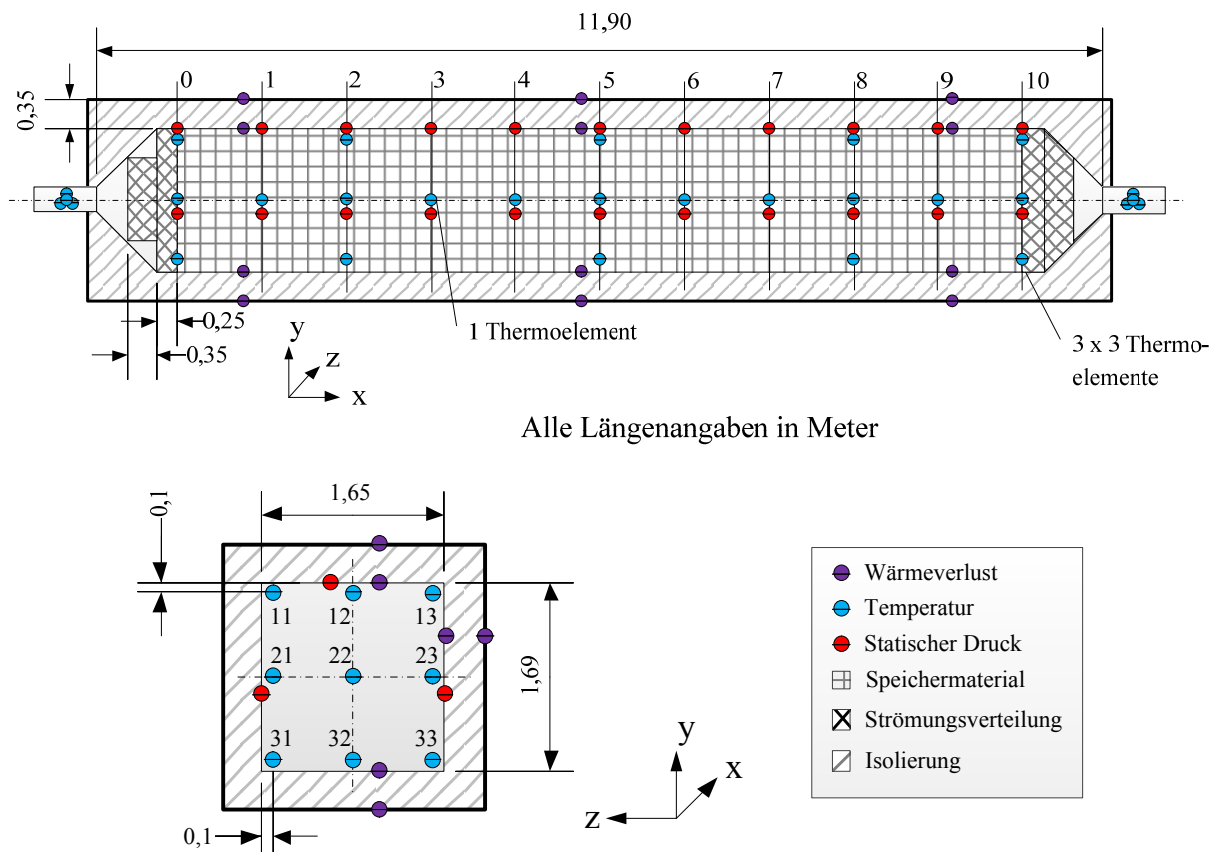 11,90
0 1 2 3 4 5 6 7 8 9 10
0,35
0,25
0,35
1 Thermoelement
3 x 3 Thermo-
elemente
y
z
x
Alle Längenangaben in Meter
1,65
0,1
11 12 13
21 22 23
31 32 33
1,69
0,1
y
x
z
Wärmeverlust
Temperatur
Statischer Druck
Speichermaterial
Strömungsverteilung
Isolierung